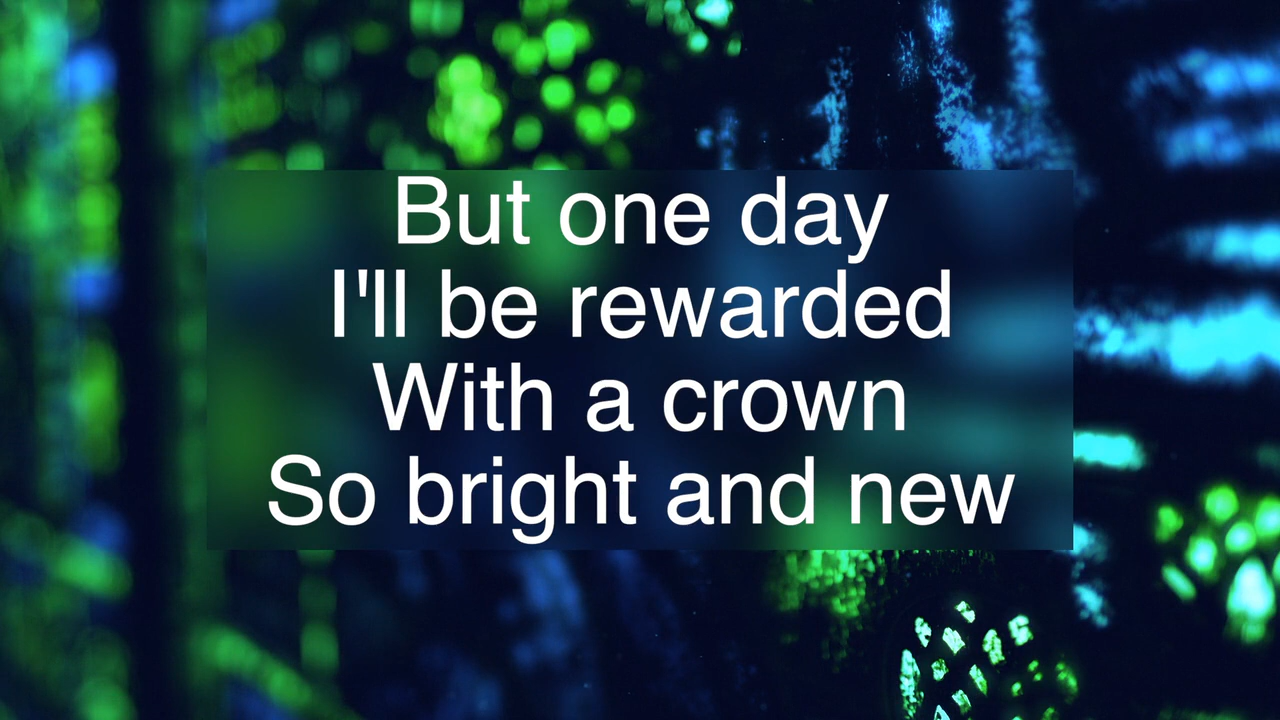 But one day
I'll be rewarded
With a crown
So bright and new